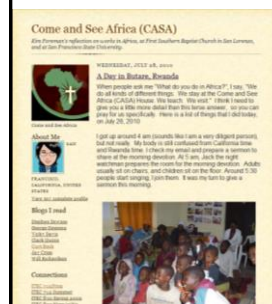 Come and See Africa (CASA)
Kim Foreman's reflection on works in Africa, at First Southern Baptist Church in San Lorenzo,
and at San Francisco State University.
WEDNESDAY, JULY 28, 2010
A Day in Butare, Rwanda
When people ask me "What do you do in Africa?", I say, "We
do all kinds of different things. We stay at the Come and See
Africa (CASA) House. We teach. We visit." I think I need to
give you a little more detail than this terse answer, so you can
pray for us specifically. Here is a list of things that I did today,
on July 28, 2010.
Come and See Africa
About Me
I got up around 4 am (sounds like I am a very diligent person),
but not really. My body is still confused from California time
and Rwanda time. I check my email and prepare a sermon to
share at the morning devotion. At 5 am, Jack the night
watchman prepares the room for the morning devotion. Adults
usually sit on chairs, and children sit on the floor. Around 5:30
people start singing. I join them. It was my turn to give a
sermon this morning.
FRANCISCO,
CALIFORNIA, UNITED
STATES
View my complete profile
Blogs I read
Connections